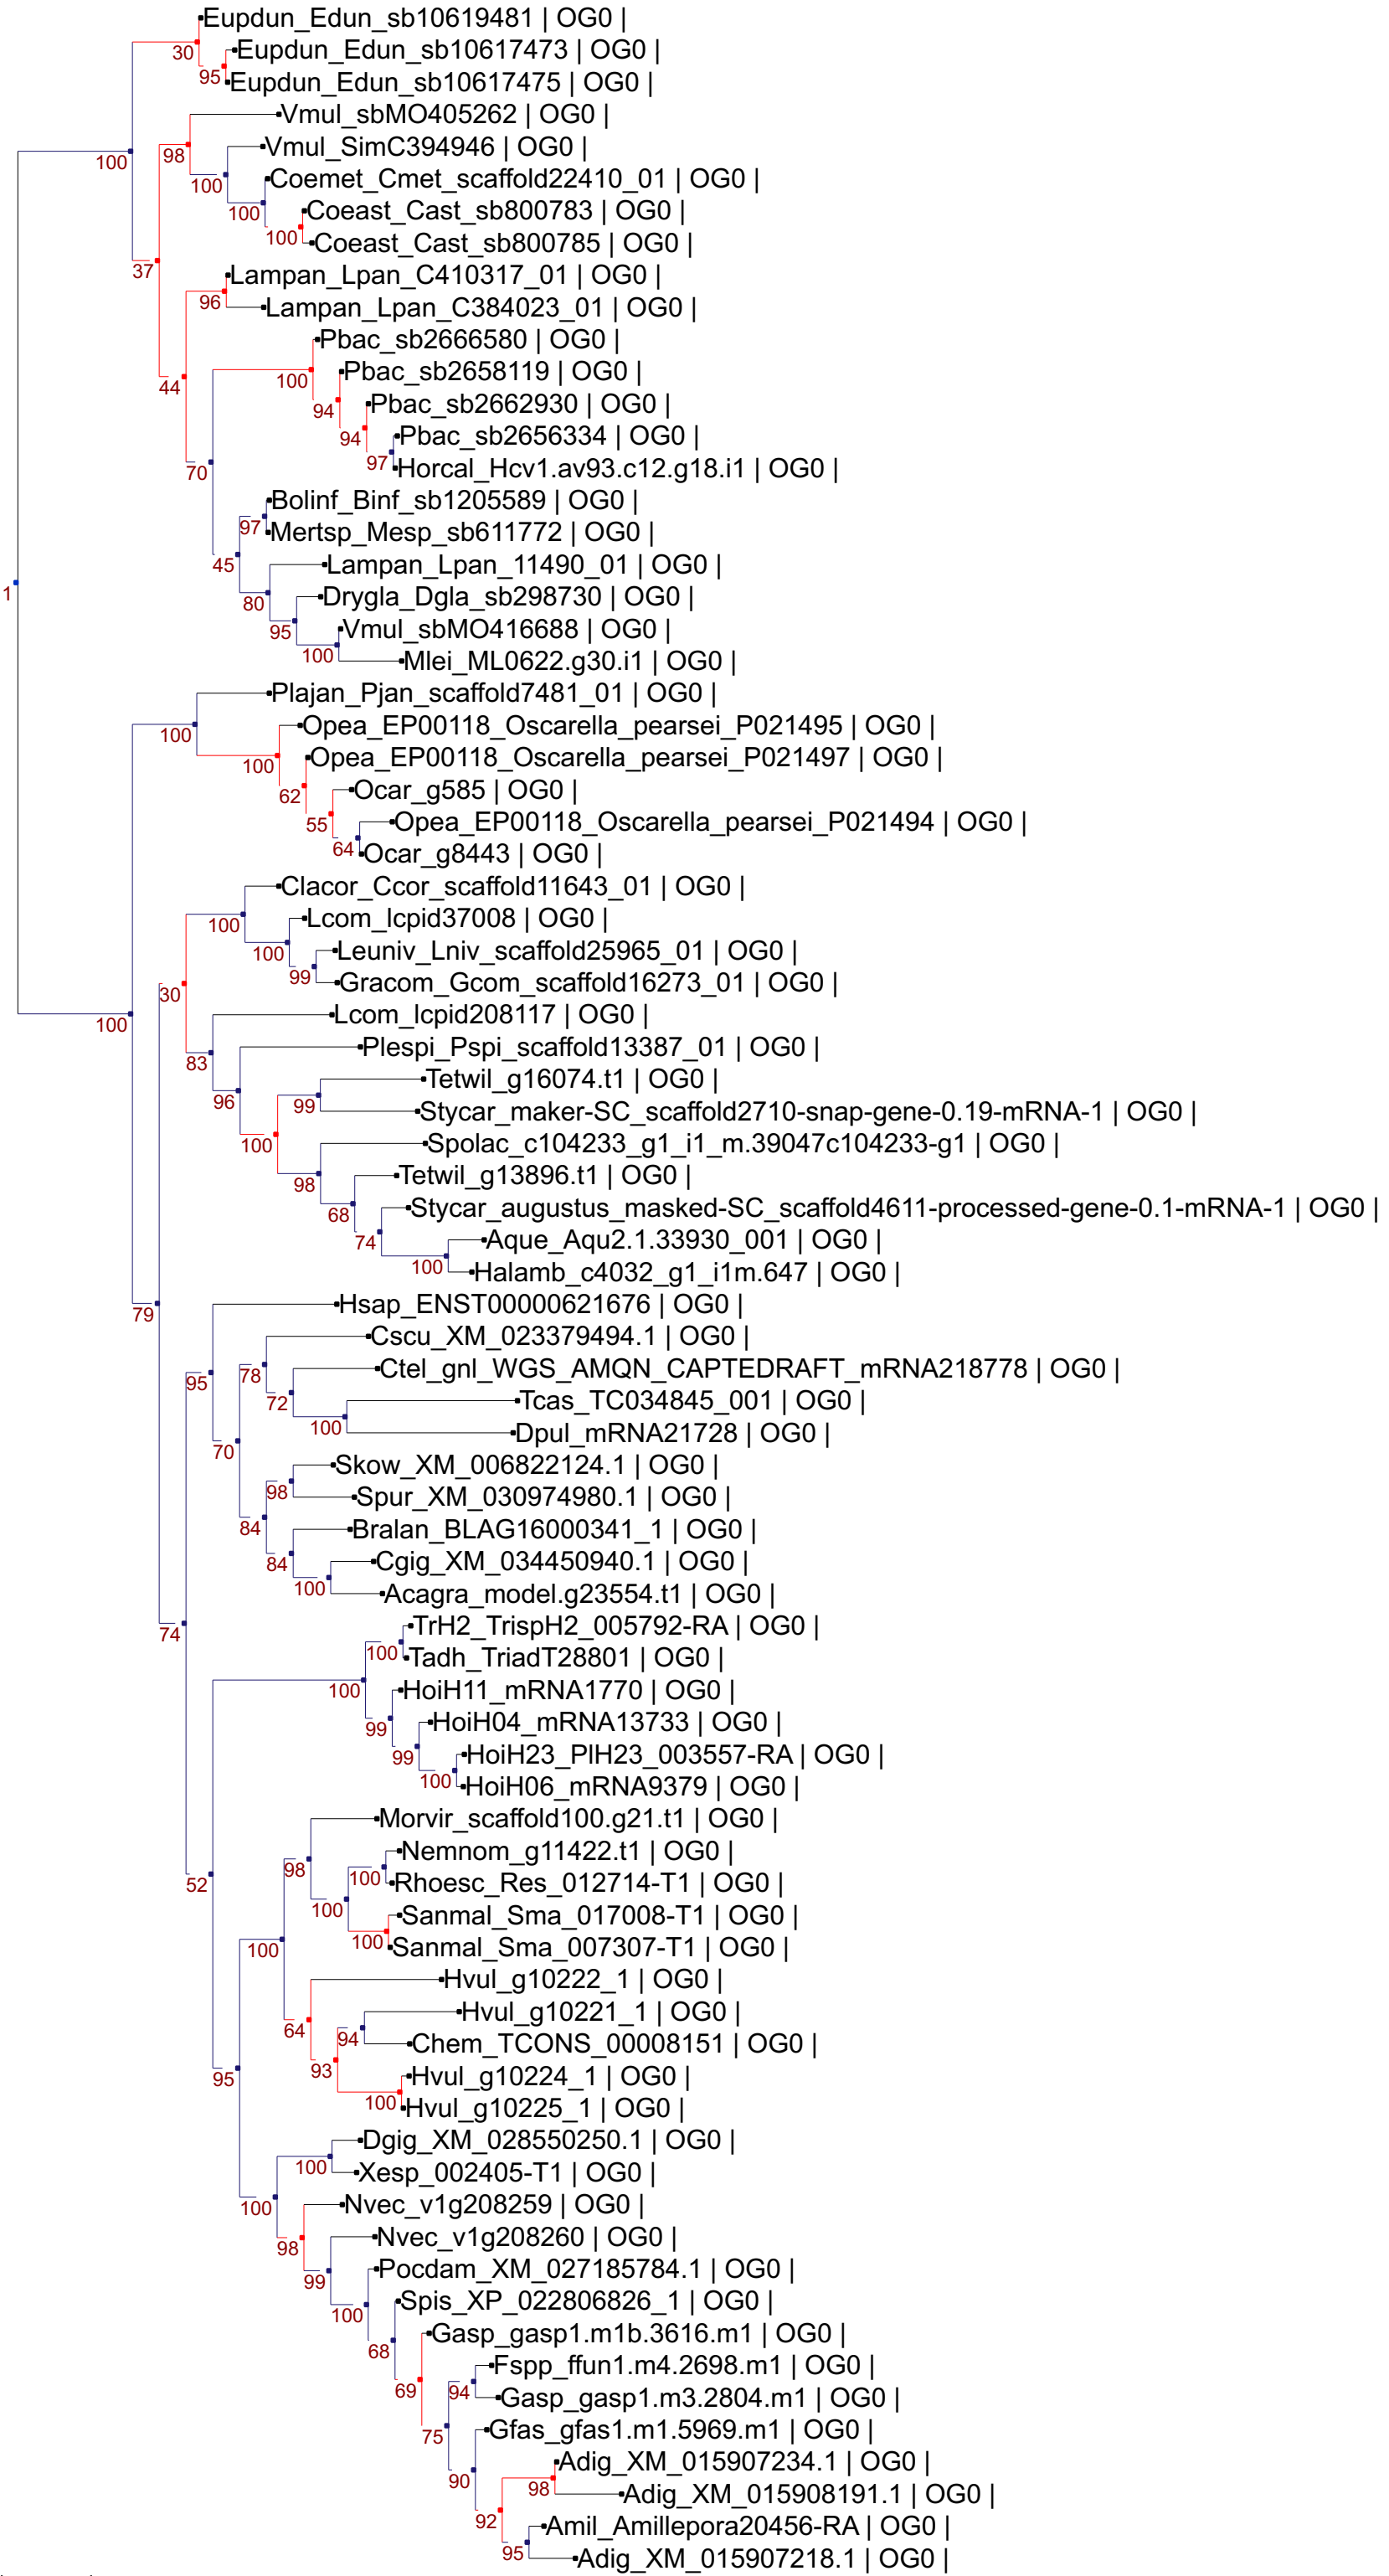 Eupdun_Edun_sb10619481 | OG0 |
30
Eupdun_Edun_sb10617473 | OG0 |
95
Eupdun_Edun_sb10617475 | OG0 |
Vmul_sbMO405262 | OG0 |
98
100
Vmul_SimC394946 | OG0 |
100
Coemet_Cmet_scaffold22410_01 | OG0 |
100
Coeast_Cast_sb800783 | OG0 |
100
Coeast_Cast_sb800785 | OG0 |
37
Lampan_Lpan_C410317_01 | OG0 |
96
Lampan_Lpan_C384023_01 | OG0 |
Pbac_sb2666580 | OG0 |
44
100
Pbac_sb2658119 | OG0 |
94
Pbac_sb2662930 | OG0 |
94
Pbac_sb2656334 | OG0 |
70
97
Horcal_Hcv1.av93.c12.g18.i1 | OG0 |
Bolinf_Binf_sb1205589 | OG0 |
97
Mertsp_Mesp_sb611772 | OG0 |
45
Lampan_Lpan_11490_01 | OG0 |
1
80
Drygla_Dgla_sb298730 | OG0 |
95
Vmul_sbMO416688 | OG0 |
100
Mlei_ML0622.g30.i1 | OG0 |
Plajan_Pjan_scaffold7481_01 | OG0 |
100
Opea_EP00118_Oscarella_pearsei_P021495 | OG0 |
100
Opea_EP00118_Oscarella_pearsei_P021497 | OG0 |
62
Ocar_g585 | OG0 |
55
Opea_EP00118_Oscarella_pearsei_P021494 | OG0 |
64
Ocar_g8443 | OG0 |
Clacor_Ccor_scaffold11643_01 | OG0 |
100
Lcom_lcpid37008 | OG0 |
100
Leuniv_Lniv_scaffold25965_01 | OG0 |
99
Gracom_Gcom_scaffold16273_01 | OG0 |
30
Lcom_lcpid208117 | OG0 |
100
83
Plespi_Pspi_scaffold13387_01 | OG0 |
96
Tetwil_g16074.t1 | OG0 |
99
Stycar_maker-SC_scaffold2710-snap-gene-0.19-mRNA-1 | OG0 |
100
Spolac_c104233_g1_i1_m.39047c104233-g1 | OG0 |
98
Tetwil_g13896.t1 | OG0 |
68
Stycar_augustus_masked-SC_scaffold4611-processed-gene-0.1-mRNA-1 | OG0 |
74
Aque_Aqu2.1.33930_001 | OG0 |
100
Halamb_c4032_g1_i1m.647 | OG0 |
79
Hsap_ENST00000621676 | OG0 |
Cscu_XM_023379494.1 | OG0 |
95
78
Ctel_gnl_WGS_AMQN_CAPTEDRAFT_mRNA218778 | OG0 |
72
Tcas_TC034845_001 | OG0 |
100
Dpul_mRNA21728 | OG0 |
70
Skow_XM_006822124.1 | OG0 |
98
Spur_XM_030974980.1 | OG0 |
84
Bralan_BLAG16000341_1 | OG0 |
84
Cgig_XM_034450940.1 | OG0 |
100
Acagra_model.g23554.t1 | OG0 |
74
TrH2_TrispH2_005792-RA | OG0 |
100
Tadh_TriadT28801 | OG0 |
100
HoiH11_mRNA1770 | OG0 |
99
HoiH04_mRNA13733 | OG0 |
99
HoiH23_PlH23_003557-RA | OG0 |
100
HoiH06_mRNA9379 | OG0 |
Morvir_scaffold100.g21.t1 | OG0 |
98
Nemnom_g11422.t1 | OG0 |
52
100
Rhoesc_Res_012714-T1 | OG0 |
100
Sanmal_Sma_017008-T1 | OG0 |
100
100
Sanmal_Sma_007307-T1 | OG0 |
Hvul_g10222_1 | OG0 |
64
Hvul_g10221_1 | OG0 |
94
Chem_TCONS_00008151 | OG0 |
95
93
Hvul_g10224_1 | OG0 |
100
Hvul_g10225_1 | OG0 |
Dgig_XM_028550250.1 | OG0 |
100
Xesp_002405-T1 | OG0 |
100
Nvec_v1g208259 | OG0 |
98
Nvec_v1g208260 | OG0 |
99
Pocdam_XM_027185784.1 | OG0 |
100
Spis_XP_022806826_1 | OG0 |
68
Gasp_gasp1.m1b.3616.m1 | OG0 |
69
Fspp_ffun1.m4.2698.m1 | OG0 |
94
Gasp_gasp1.m3.2804.m1 | OG0 |
75
Gfas_gfas1.m1.5969.m1 | OG0 |
90
Adig_XM_015907234.1 | OG0 |
98
Adig_XM_015908191.1 | OG0 |
92
Amil_Amillepora20456-RA | OG0 |
95
Adig_XM_015907218.1 | OG0 |